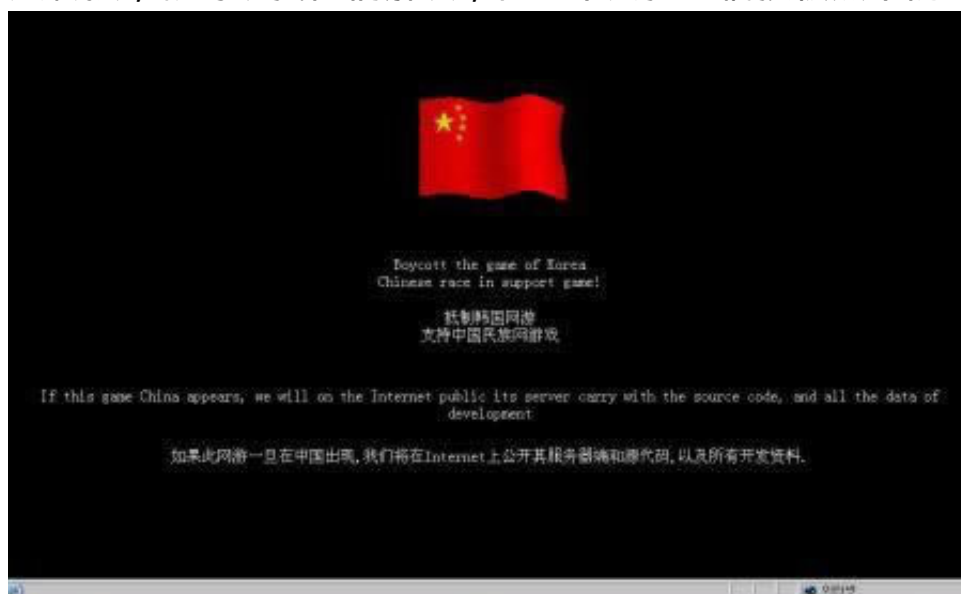 Boycott the game of Korea
Chinese race in support game!
抵制韩国网游
支持中国民族网游戏
If this game China appears, we will on the Internet public its server carry with the source code, and all the data of
development
如果此网游一旦在中国出现,我们将在Internet上公开其服务器端和源代码,以及所有开发资料.